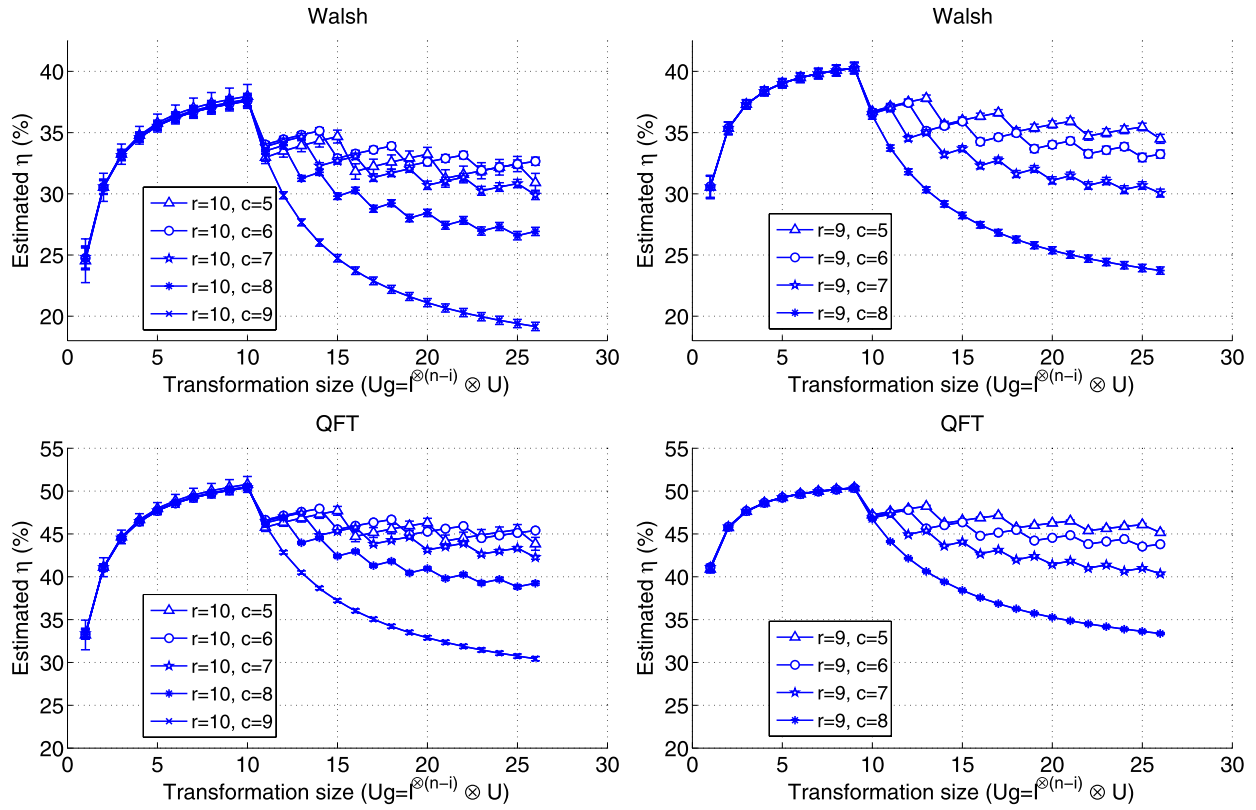 Walsh
Estimated η (%)
40
35
30
25
20
r=10, c=5
r=10, c=6
r=10, c=7
r=10, c=8
r=10, c=9
0 5 10 15 20 25 30
Transformation size (Ug=I⊗(n−i) ⊗ U)
Walsh
Estimated η (%)
40
35
30
25
20
r=9, c=5
r=9, c=6
r=9, c=7
r=9, c=8
0 5 10 15 20 25 30
Transformation size (Ug=I⊗(n−i) ⊗ U)
QFT
Estimated η (%)
55
50
45
40
35
30
25
20
r=10, c=5
r=10, c=6
r=10, c=7
r=10, c=8
r=10, c=9
0 5 10 15 20 25 30
Transformation size (Ug=I⊗(n−i) ⊗ U)
QFT
Estimated η (%)
55
50
45
40
35
30
25
20
r=9, c=5
r=9, c=6
r=9, c=7
r=9, c=8
0 5 10 15 20 25 30
Transformation size (Ug=I⊗(n−i) ⊗ U)